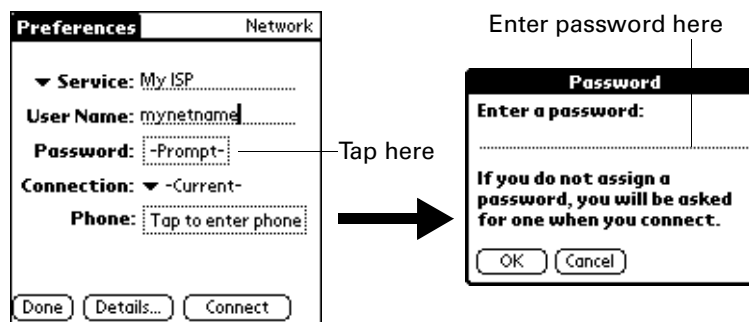 Preferences Network
Service: My ISP
User Name: mynetname
Password: -Prompt-
Connection: -Current-
Phone: Tap to enter phone
Done Details... Connect
Tap here
Enter password here
Password
Enter a password:
If you do not assign a
password, you will be asked
for one when you connect.
OK Cancel